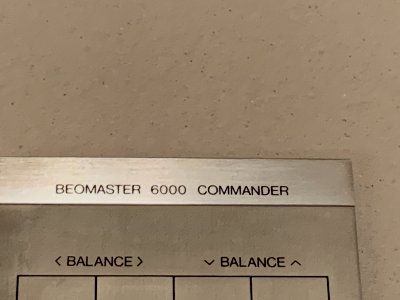 BEOMASTER 6000 COMMANDER
< BALANCE > ﹀ BALANCE ︿